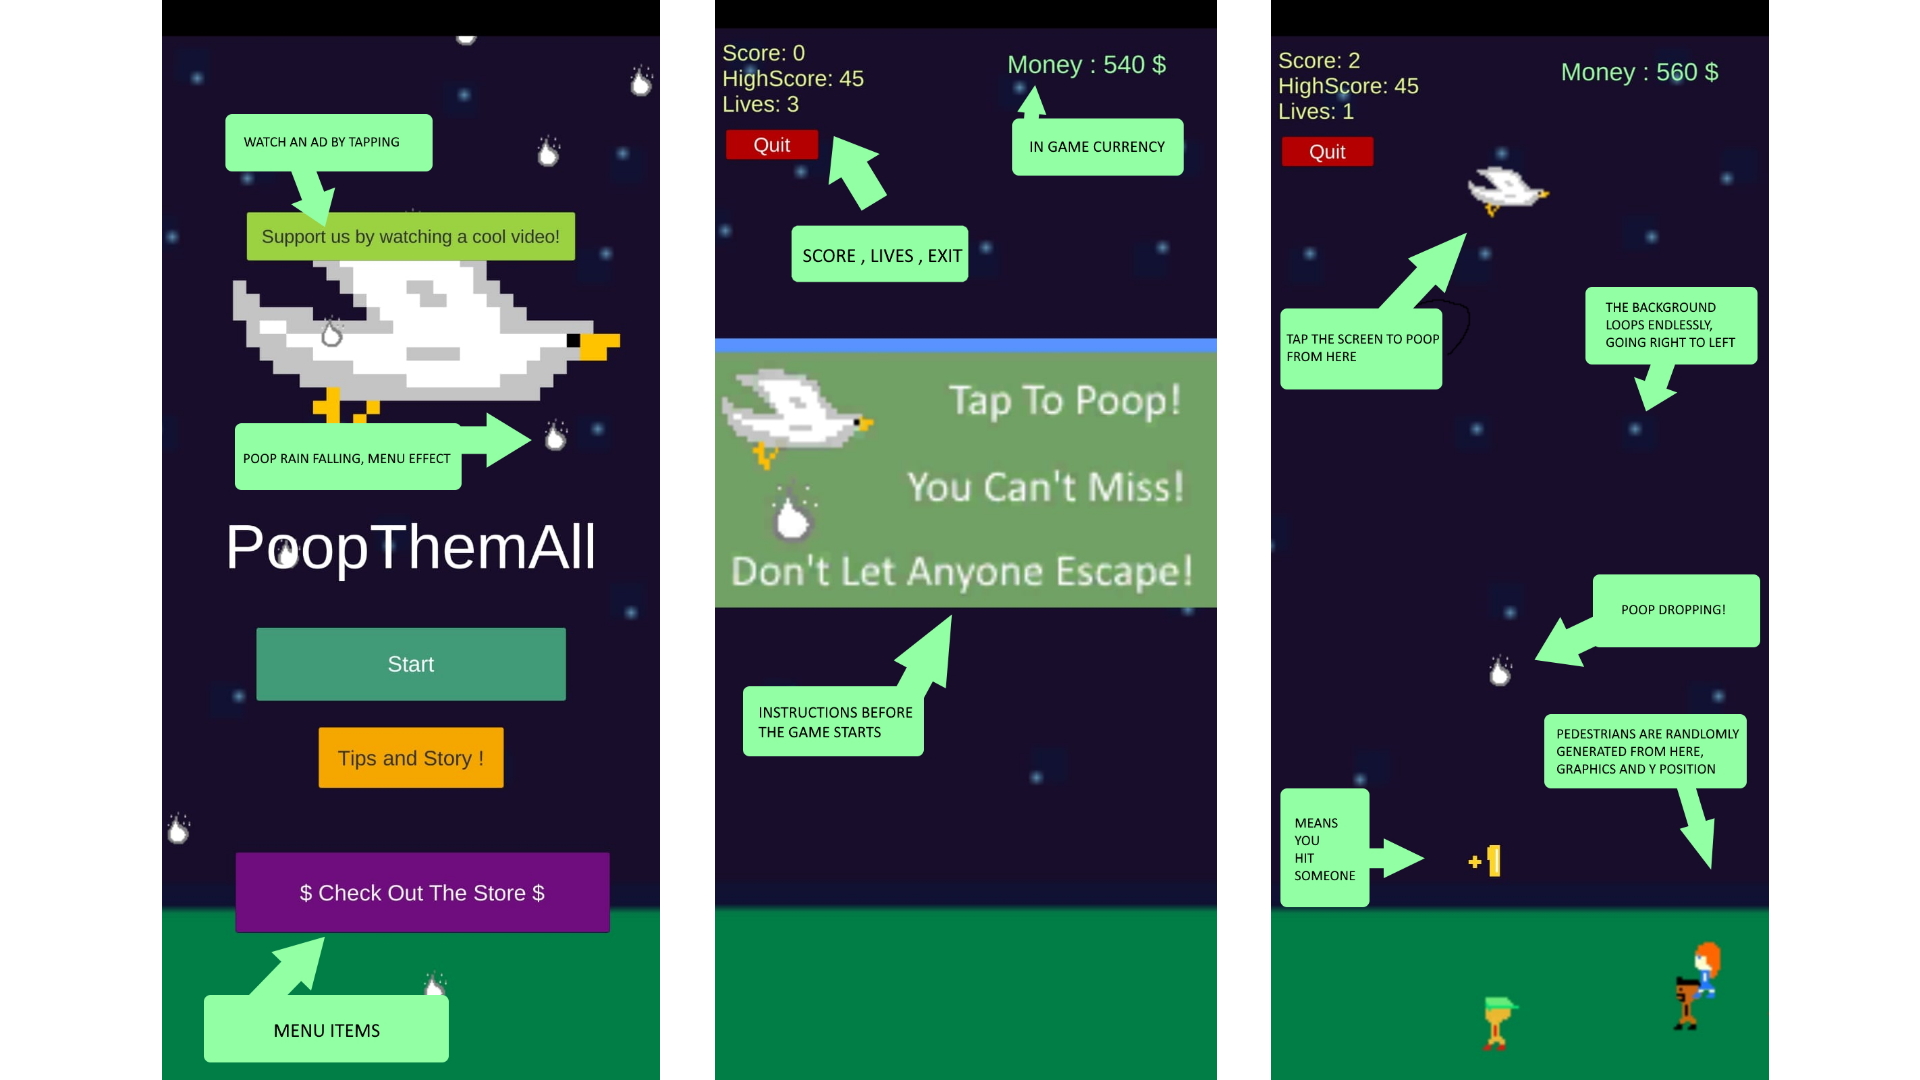 WATCH AN AD BY TAPPING
Support us by watching a cool video!
POOP RAIN FALLING, MENU EFFECT
PoopThemAll
Start
Tips and Story !
$ Check Out The Store $
MENU ITEMS
Score: 0
HighScore: 45
Lives: 3
Quit
Money : 540 $
IN GAME CURRENCY
SCORE , LIVES , EXIT
Tap To Poop!
You Can't Miss!
Don't Let Anyone Escape!
INSTRUCTIONS BEFORE
THE GAME STARTS
Score: 2
HighScore: 45
Lives: 1
Quit
Money : 560 $
TAP THE SCREEN TO POOP
FROM HERE
THE BACKGROUND
LOOPS ENDLESSLY,
GOING RIGHT TO LEFT
POOP DROPPING!
PEDESTRIANS ARE RANDLOMLY
GENERATED FROM HERE,
GRAPHICS AND Y POSITION
MEANS
YOU
HIT
SOMEONE
+1